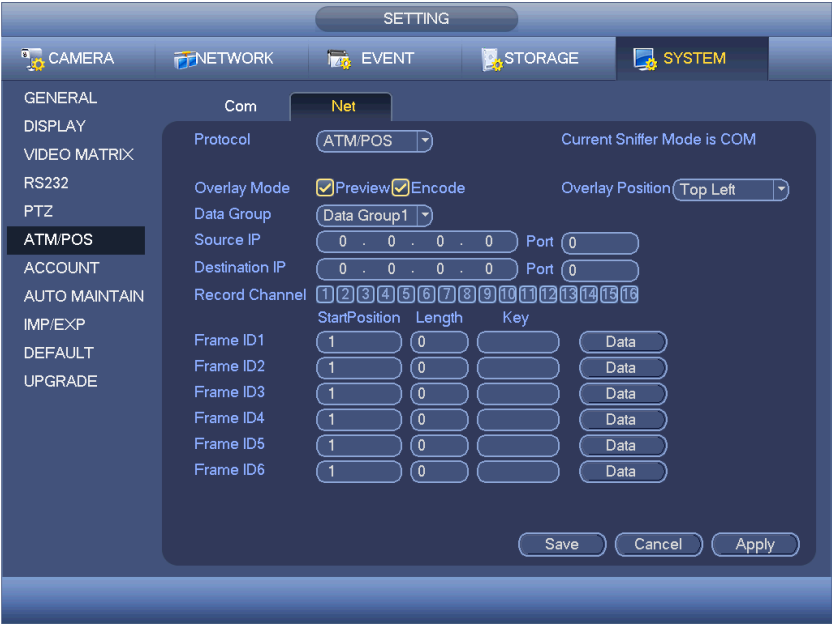 SETTING
CAMERA NETWORK EVENT STORAGE SYSTEM
GENERAL
DISPLAY
VIDEO MATRIX
RS232
PTZ
ATM/POS
ACCOUNT
AUTO MAINTAIN
IMP/EXP
DEFAULT
UPGRADE
Com Net
Protocol ATM/POS Current Sniffer Mode is COM
Overlay Mode Preview Encode Overlay Position Top Left
Data Group Data Group1
Source IP 0 . 0 . 0 . 0 Port 0
Destination IP 0 . 0 . 0 . 0 Port 0
Record Channel 1 2 3 4 5 6 7 8 9 10 11 12 13 14 15 16
StartPosition Length Key
Frame ID1 1 0 Data
Frame ID2 1 0 Data
Frame ID3 1 0 Data
Frame ID4 1 0 Data
Frame ID5 1 0 Data
Frame ID6 1 0 Data
Save Cancel Apply